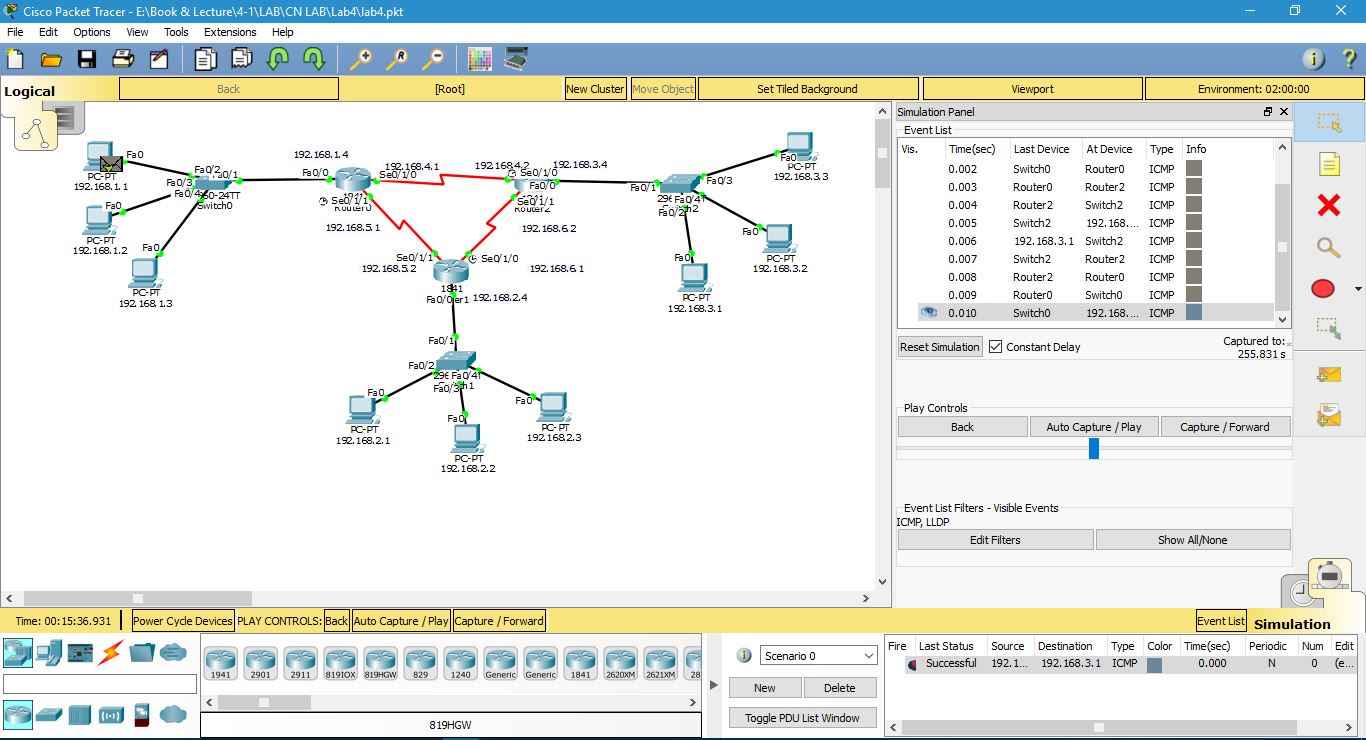 Cisco Packet Tracer - E:\Book & Lecture\4-1\LAB\CN LAB\Lab4\lab4.pkt
File Edit Options View Tools Extensions Help
Logical Back [Root] New Cluster Move Object Set Tiled Background Viewport Environment: 02:00:00
Fa0
PC-PT
192.168.1.1
Fa0/2
Fa0/3
Switch0
Fa0
PC-PT
192.168.1.2
Fa0
PC-PT
192.168.1.3
192.168.1.4
Fa0/0
192.168.4.1
Se0/1/0
Se0/1/1
Router0
192.168.5.1
192.168.4.2
Se0/1/0
192.168.3.4
Fa0/0
Se0/1/1
Router2
192.168.6.2
Fa0/1
Fa0/3
Fa0/4
Fa0/2
Fa0
PC-PT
192.168.3.3
Fa0
PC-PT
192.168.3.2
Fa0
PC-PT
192.168.3.1
192.168.5.2
Se0/1/1
Se0/1/0
192.168.6.1
1841
Fa0/0
192.168.2.4
Fa0/1
Fa0/2
Fa0/4
Fa0/3
Fa0
PC-PT
192.168.2.1
Fa0
PC-PT
192.168.2.2
Fa0
PC-PT
192.168.2.3
Simulation Panel
Event List
Vis. Time(sec) Last Device At Device Type Info
0.002 Switch0 Router0 ICMP
0.003 Router0 Router2 ICMP
0.004 Router2 Switch2 ICMP
0.005 Switch2 192.168.... ICMP
0.006 192.168.3.1 Switch2 ICMP
0.007 Switch2 Router2 ICMP
0.008 Router2 Router0 ICMP
0.009 Router0 Switch0 ICMP
0.010 Switch0 192.168.... ICMP
Reset Simulation Constant Delay Captured to:
255.831 s
Play Controls
Back Auto Capture / Play Capture / Forward
Event List Filters - Visible Events
ICMP, LLDP
Edit Filters Show All/None
Time: 00:15:36.931 Power Cycle Devices PLAY CONTROLS: Back Auto Capture / Play Capture / Forward Event List Simulation
1941 2901 2911 819IOX 819HGW 829 1240 Generic Generic 1841 2620XM 2621XM 28
819HGW
Scenario 0
New Delete
Toggle PDU List Window
Fire Last Status Source Destination Type Color Time(sec) Periodic Num Edit
Successful 192.1... 192.168.3.1 ICMP 0.000 N 0 (e...